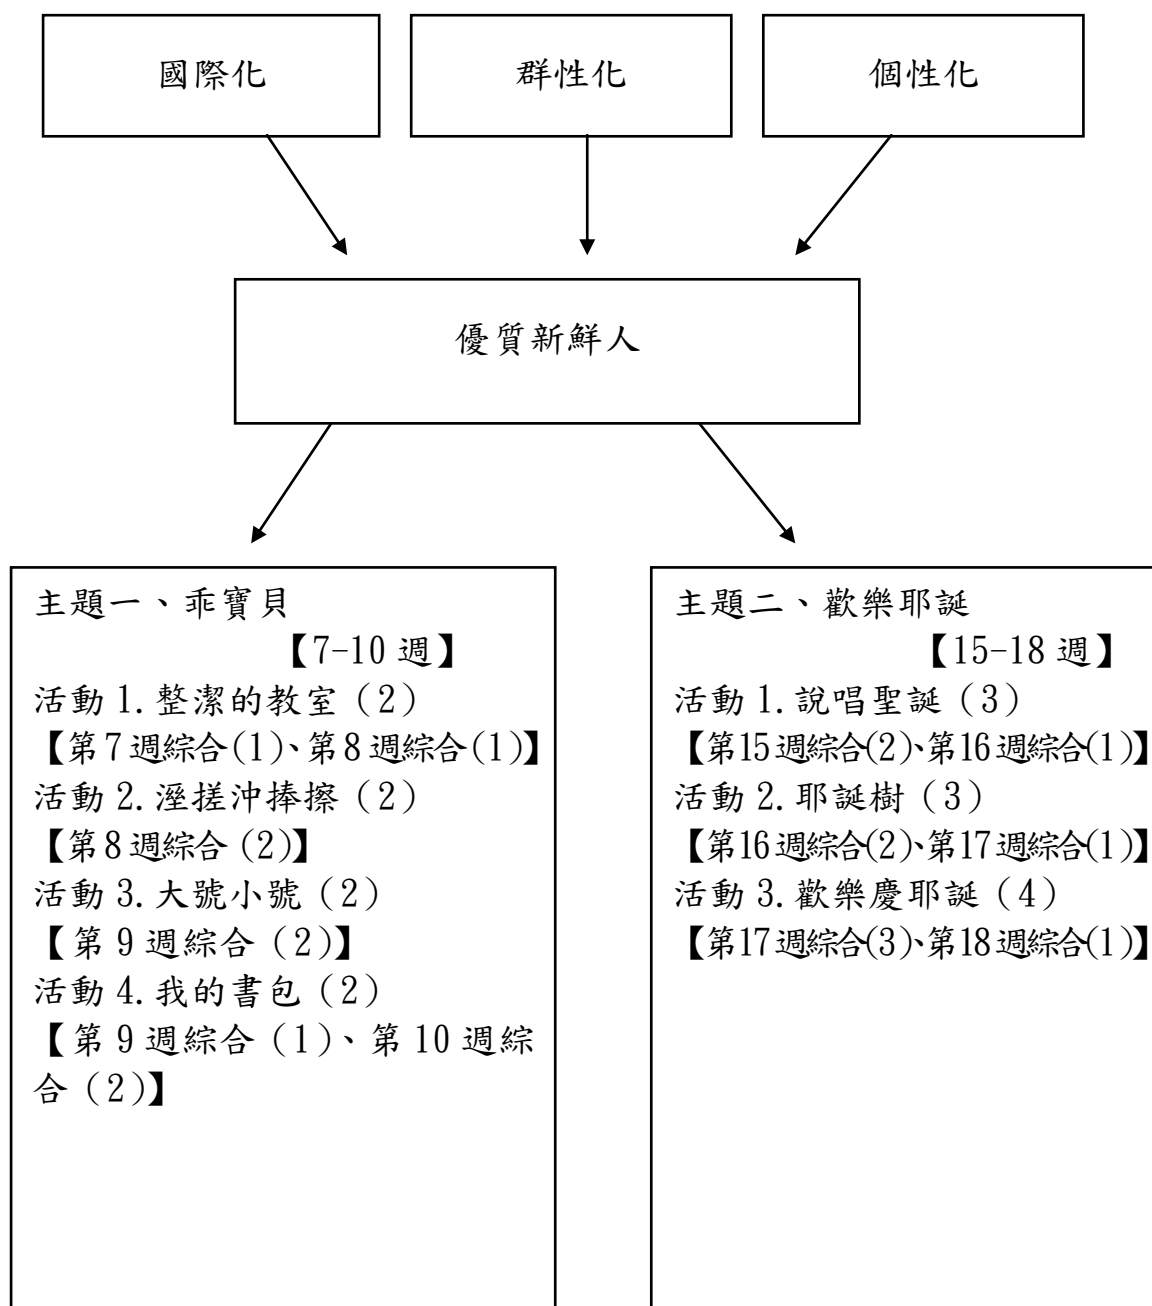 國際化
群性化
個性化
優質新鮮人
主題一、乖寶貝
【7-10 週】
活動 1.整潔的教室（2）
【第7週綜合(1)、第8週綜合(1)】
活動 2.溼搓沖捧擦（2）
【第8週綜合（2)】
活動 3.大號小號（2）
【第 9 週綜合（2)】
活動 4.我的書包（2）
【第 9 週綜合（1)、第 10 週綜
合（2)】
主題二、歡樂耶誕
【15-18 週】
活動 1.說唱聖誕（3）
【第15週綜合(2)、第16週綜合(1)】
活動 2.耶誕樹（3）
【第16週綜合(2)、第17週綜合(1)】
活動 3.歡樂慶耶誕（4）
【第17週綜合(3)、第18週綜合(1)】